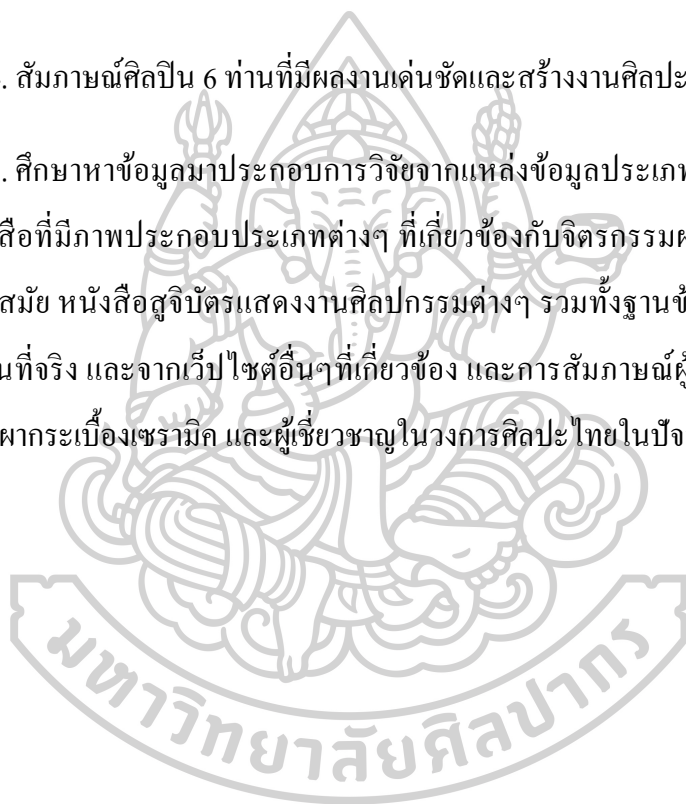 . สัมภาษณ์ศิลปิน 6 ท่านที่มีผลงานเด่นชัดและสร้างงานศิลปะ
. ศึกษาหาข้อมูลมาประกอบการวิจัยจากแหล่งข้อมูลประเภท
สือที่มีภาพประกอบประเภทต่างๆ ที่เกี่ยวข้องกับจิตรกรรมฝ
สมัย หนังสือสูจิบัตรแสดงงานศิลปกรรมต่างๆ รวมทั้งฐานข้
นที่จริง และจากเว็ปไซต์อื่นๆที่เกี่ยวข้อง และการสัมภาษณ์ผู้
ผากระเบื้องเซรามิค และผู้เชี่ยวชาญในวงการศิลปะไทยในปัจ
มหาวิทยาลัยศิลปากร